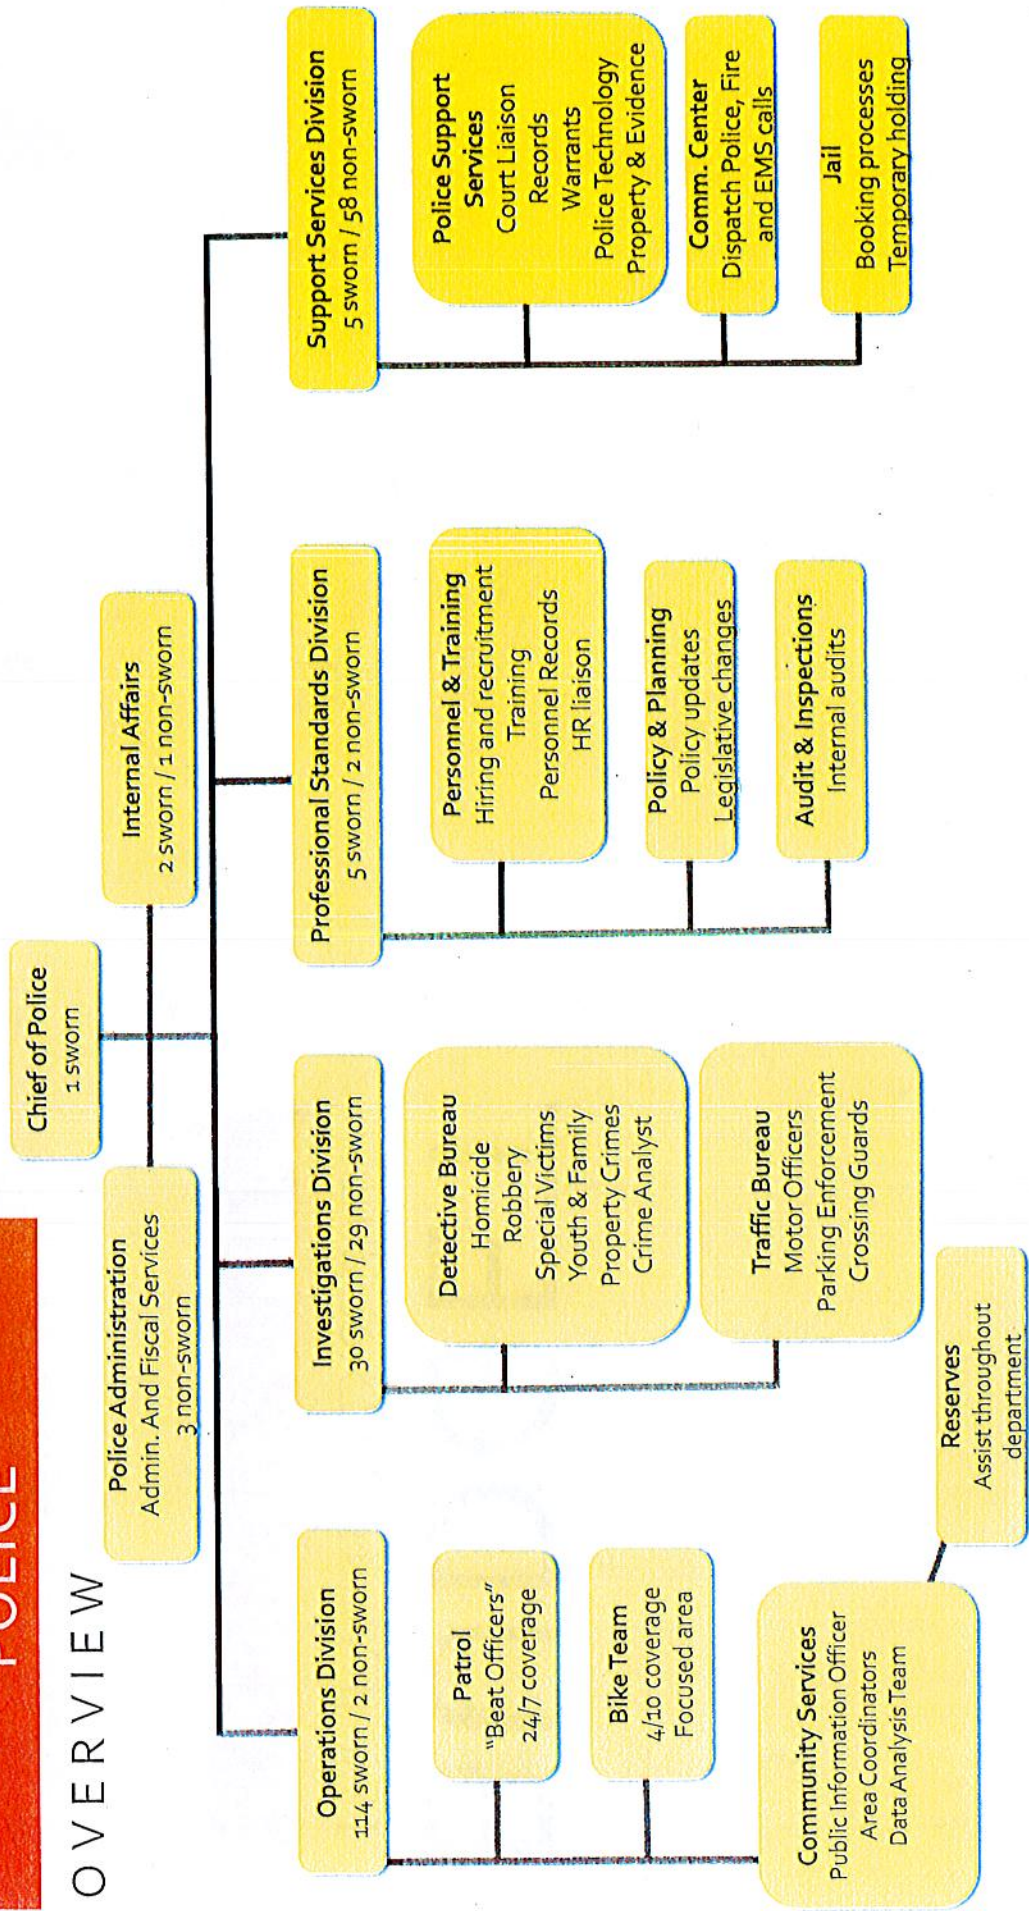 POLICE
OVERVIEW
Chief of Police
1 sworn
Police Administration
Admin. And Fiscal Services
3 non-sworn
Internal Affairs
2 sworn / 1 non-sworn
Operations Division
114 sworn / 2 non-sworn
Patrol
"Beat Officers"
24/7 coverage
Bike Team
4/10 coverage
Focused area
Community Services
Public Information Officer
Area Coordinators
Data Analysis Team
Reserves
Assist throughout
department
Investigations Division
30 sworn / 29 non-sworn
Detective Bureau
Homicide
Robbery
Special Victims
Youth & Family
Property Crimes
Crime Analyst
Traffic Bureau
Motor Officers
Parking Enforcement
Crossing Guards
Professional Standards Division
5 sworn / 2 non-sworn
Personnel & Training
Hiring and recruitment
Training
Personnel Records
HR liaison
Policy & Planning
Policy updates
Legislative changes
Audit & Inspections
Internal audits
Support Services Division
5 sworn / 58 non-sworn
Police Support
Services
Court Liaison
Records
Warrants
Police Technology
Property & Evidence
Comm. Center
Dispatch Police, Fire
and EMS calls
Jail
Booking processes
Temporary holding